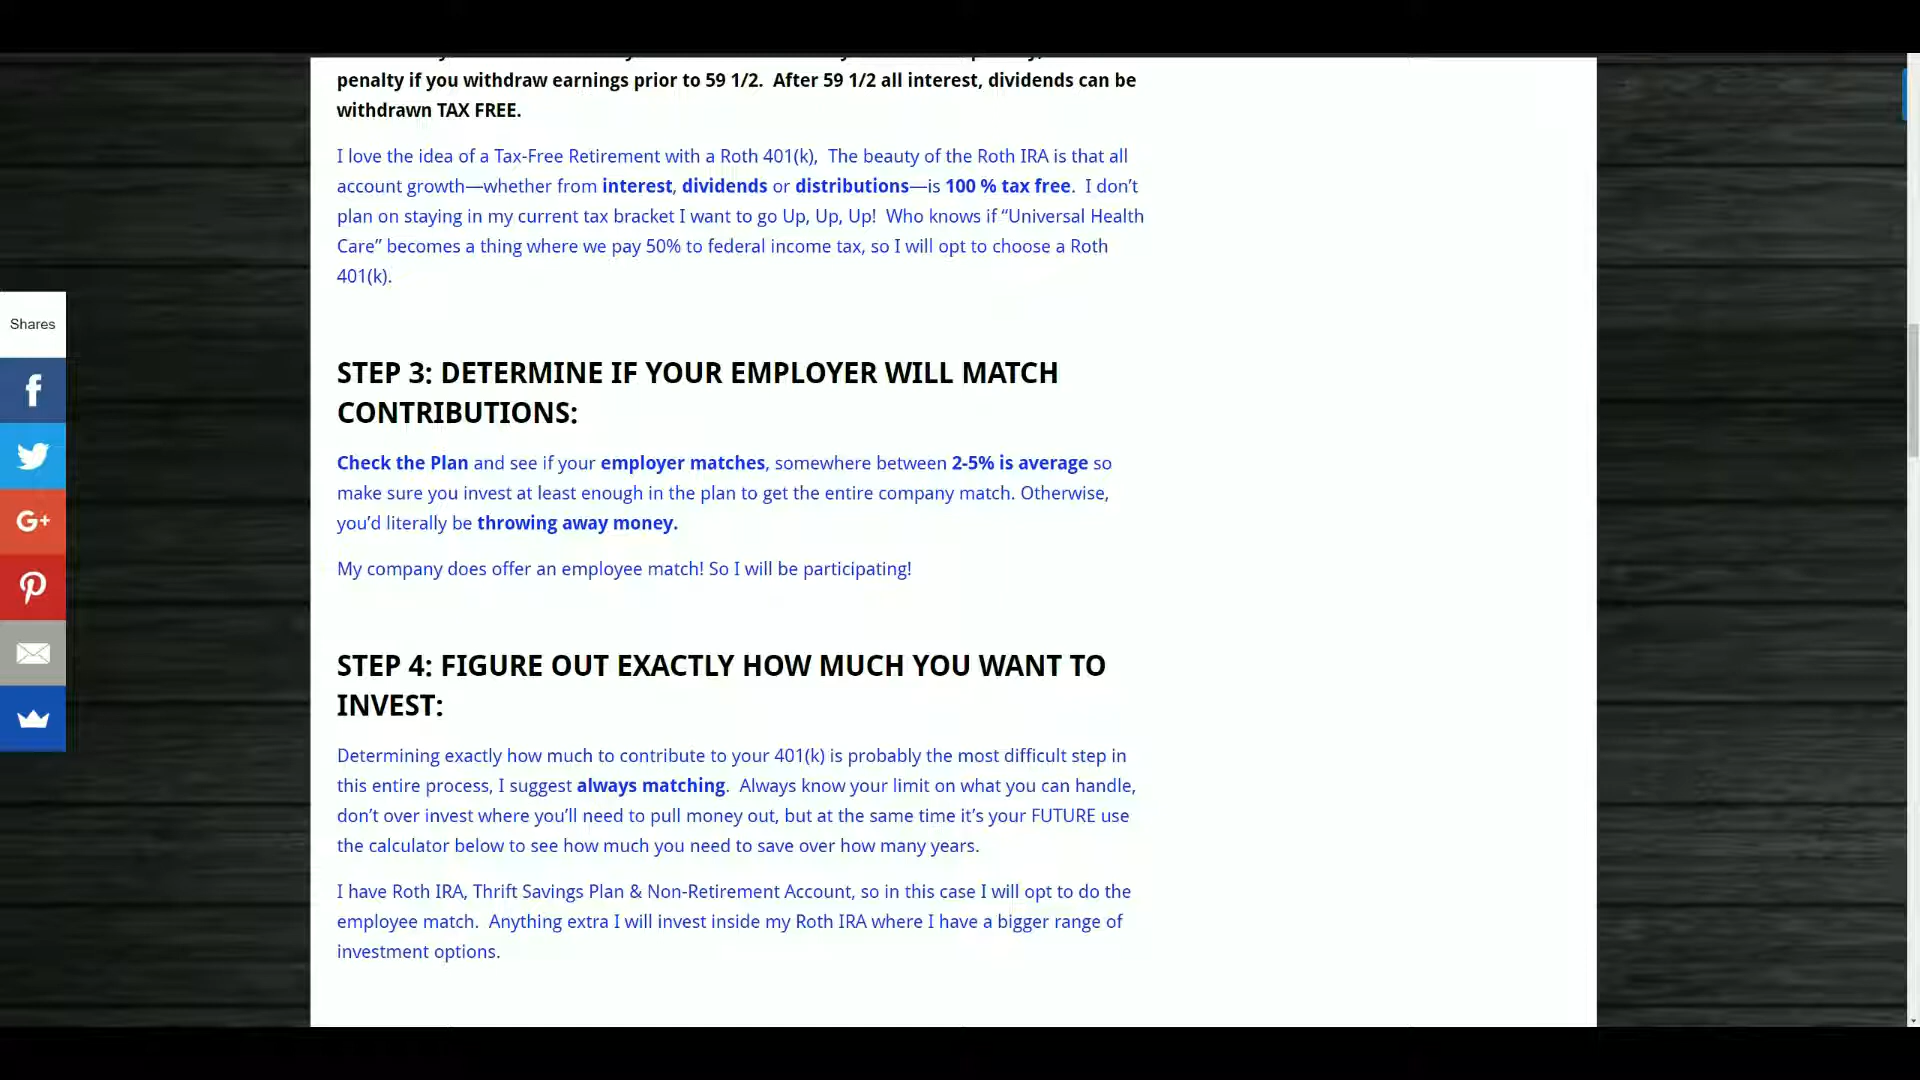 penalty if you withdraw earnings prior to 59 1/2.  After 59 1/2 all interest, dividends can be
withdrawn TAX FREE.
I love the idea of a Tax-Free Retirement with a Roth 401(k),  The beauty of the Roth IRA is that all
account growth—whether from interest, dividends or distributions—is 100 % tax free.  I don’t
plan on staying in my current tax bracket I want to go Up, Up, Up!  Who knows if “Universal Health
Care” becomes a thing where we pay 50% to federal income tax, so I will opt to choose a Roth
401(k).
Shares
STEP 3: DETERMINE IF YOUR EMPLOYER WILL MATCH
CONTRIBUTIONS:
Check the Plan and see if your employer matches, somewhere between 2-5% is average so
make sure you invest at least enough in the plan to get the entire company match. Otherwise,
you’d literally be throwing away money.
My company does offer an employee match! So I will be participating!
STEP 4: FIGURE OUT EXACTLY HOW MUCH YOU WANT TO
INVEST:
Determining exactly how much to contribute to your 401(k) is probably the most difficult step in
this entire process, I suggest always matching.  Always know your limit on what you can handle,
don’t over invest where you’ll need to pull money out, but at the same time it’s your FUTURE use
the calculator below to see how much you need to save over how many years.
I have Roth IRA, Thrift Savings Plan & Non-Retirement Account, so in this case I will opt to do the
employee match.  Anything extra I will invest inside my Roth IRA where I have a bigger range of
investment options.